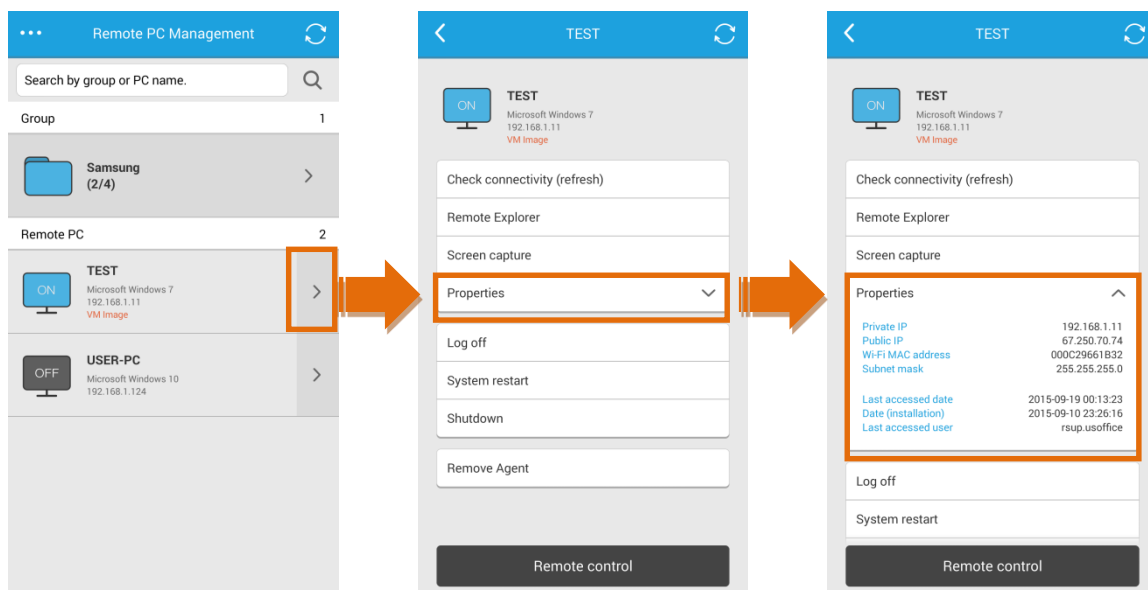 Remote PC Management
Search by group or PC name.
Group 1
Samsung
(2/4)
Remote PC 2
ON
TEST
Microsoft Windows 7
192.168.1.11
VM Image
OFF
USER-PC
Microsoft Windows 10
192.168.1.124
TEST
ON
TEST
Microsoft Windows 7
192.168.1.11
VM Image
Check connectivity (refresh)
Remote Explorer
Screen capture
Properties
Log off
System restart
Shutdown
Remove Agent
Remote control
TEST
ON
TEST
Microsoft Windows 7
192.168.1.11
VM Image
Check connectivity (refresh)
Remote Explorer
Screen capture
Properties
Private IP 192.168.1.11
Public IP 67.250.70.74
Wi-Fi MAC address 000C29661B32
Subnet mask 255.255.255.0
Last accessed date 2015-09-19 00:13:23
Date (installation) 2015-09-10 23:26:16
Last accessed user rsup.usoffice
Log off
System restart
Remote control